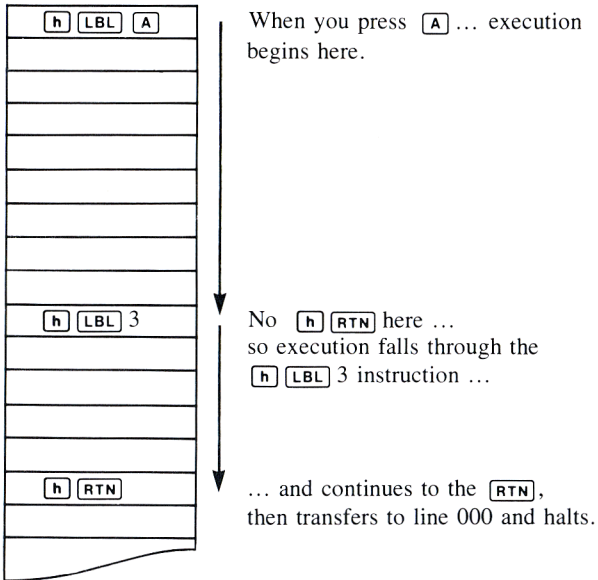 h LBL A
When you press A ... execution
begins here.
h LBL 3
No h RTN here ...
so execution falls through the
h LBL 3 instruction ...
h RTN
... and continues to the RTN,
then transfers to line 000 and halts.